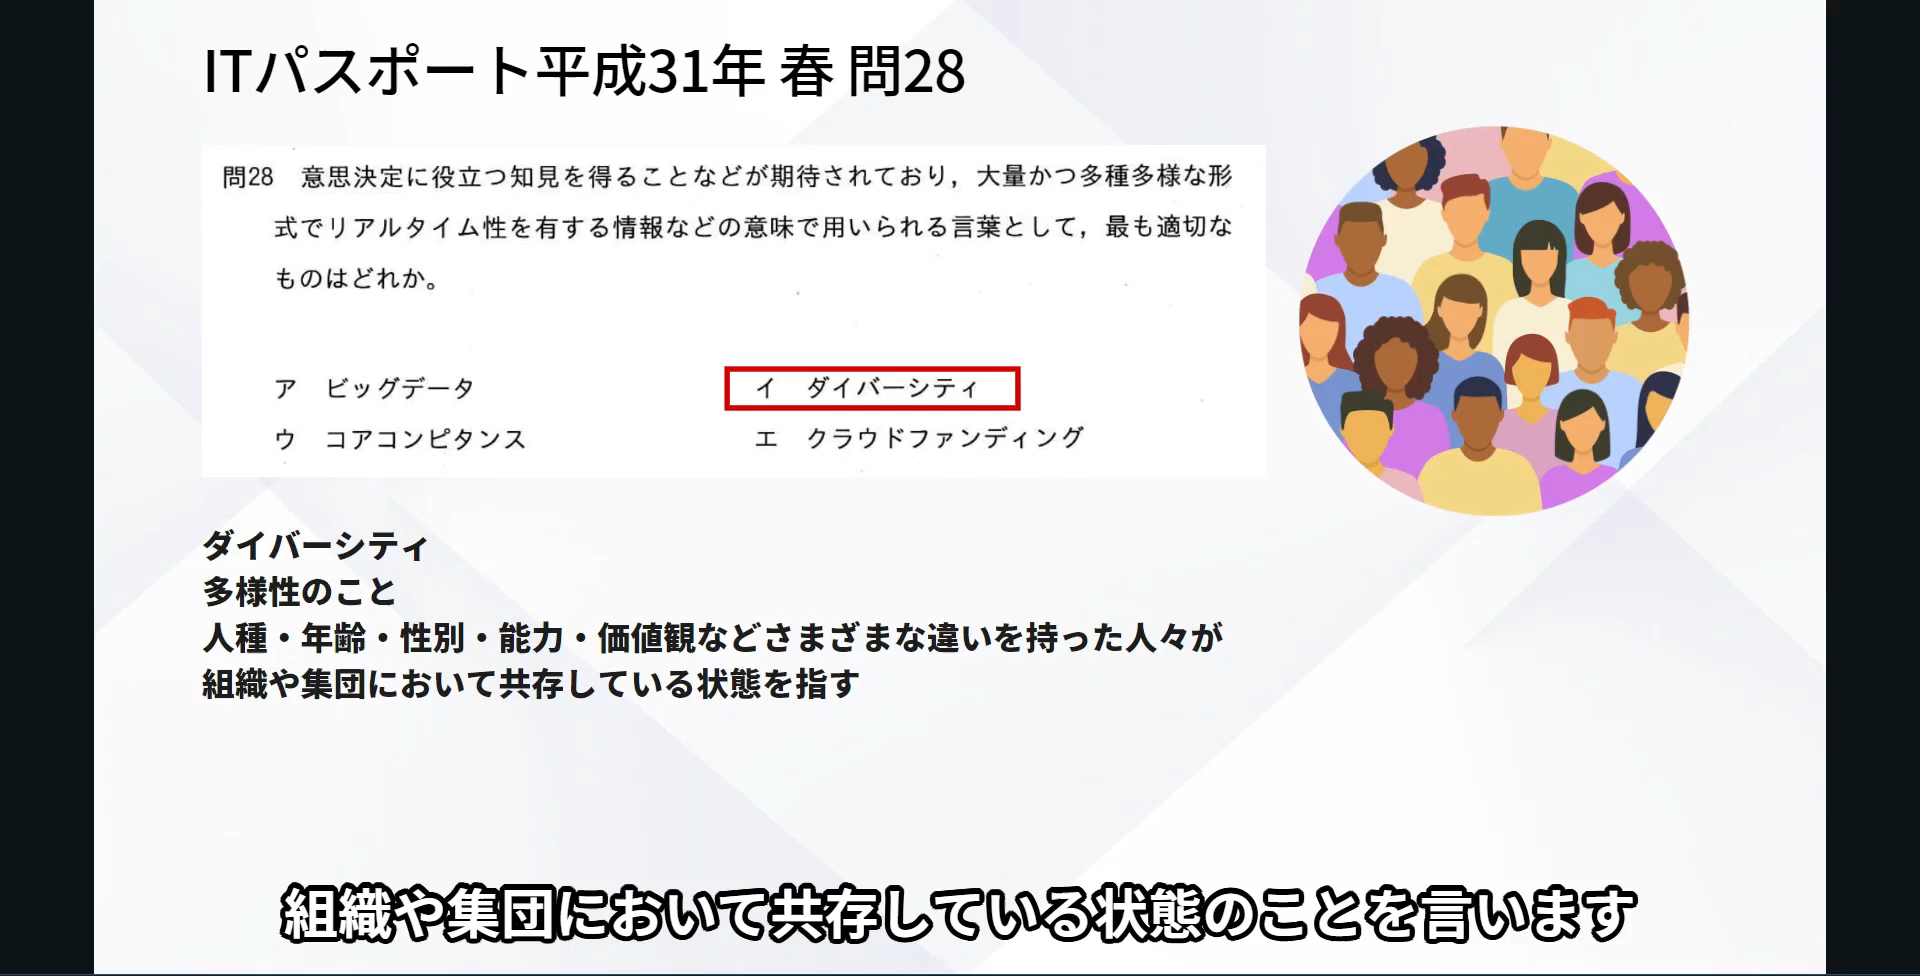 ITパスポート平成31年 春 問28
問28 意思決定に役立つ知見を得ることなどが期待されており，大量かつ多種多様な形
式でリアルタイム性を有する情報などの意味で用いられる言葉として，最も適切な
ものはどれか。
ア ビッグデータ
イ ダイバーシティ
ウ コアコンピタンス
エ クラウドファンディング
ダイバーシティ
多様性のこと
人種・年齢・性別・能力・価値観などさまざまな違いを持った人々が
組織や集団において共存している状態を指す
組織や集団において共存している状態のことを言います